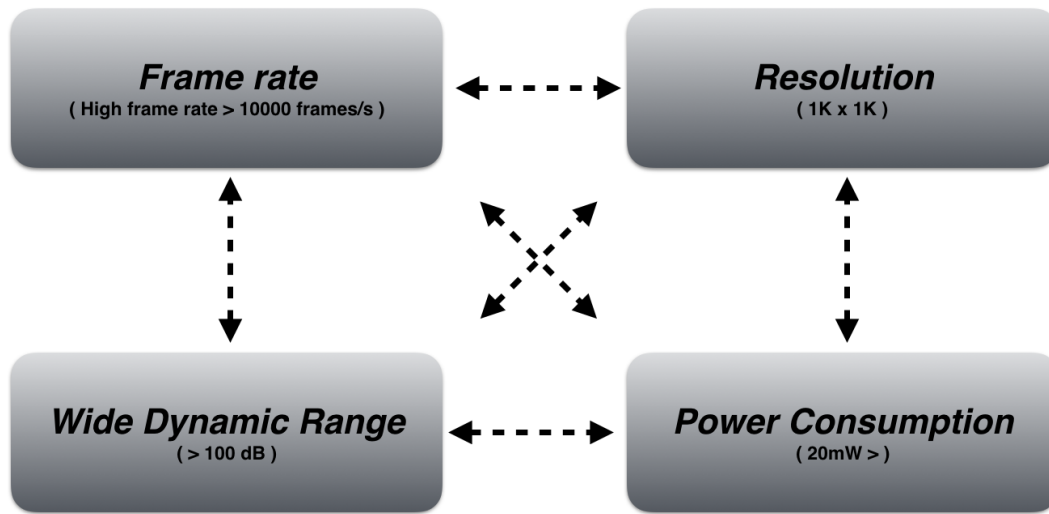 Frame rate
( High frame rate > 10000 frames/s )
Resolution
( 1K x 1K )
Wide Dynamic Range
( > 100 dB )
Power Consumption
( 20mW > )